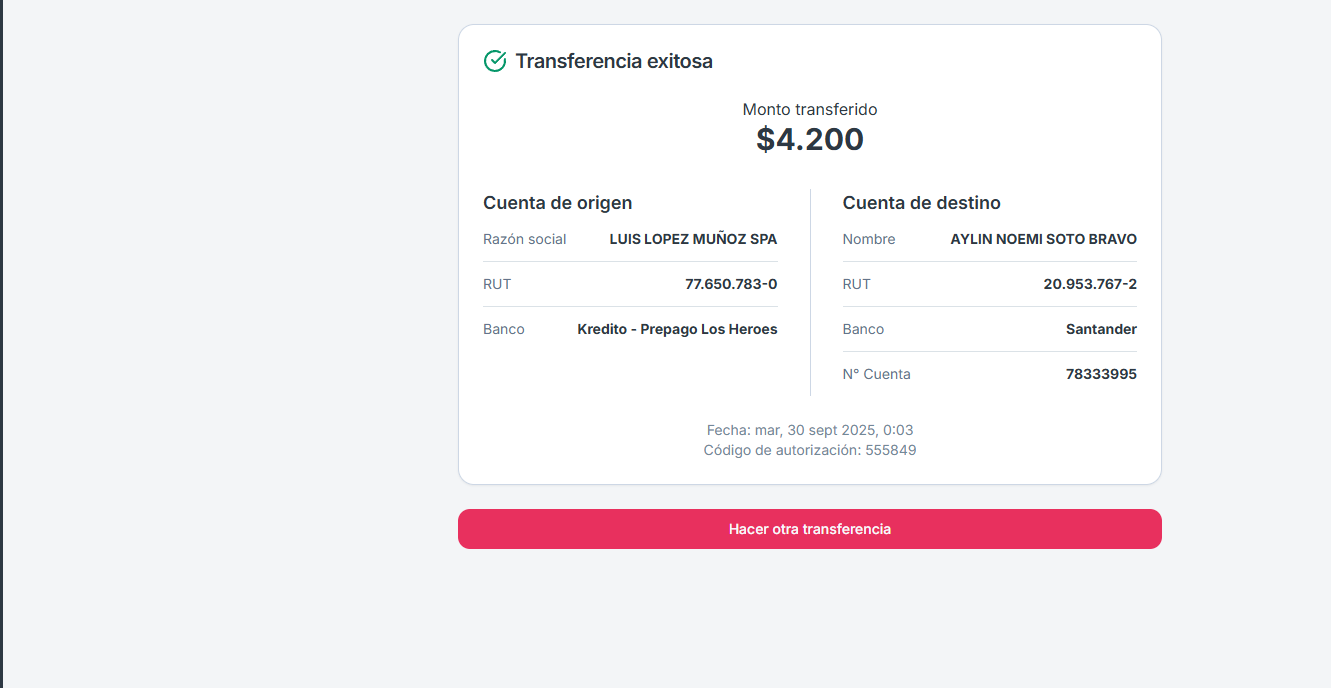 Transferencia exitosa
Monto transferido
$4.200
Cuenta de origen
Razón social LUIS LOPEZ MUÑOZ SPA
RUT 77.650.783-0
Banco Kredito - Prepago Los Heroes
Cuenta de destino
Nombre AYLIN NOEMI SOTO BRAVO
RUT 20.953.767-2
Banco Santander
N° Cuenta 78333995
Fecha: mar, 30 sept 2025, 0:03
Código de autorización: 555849
Hacer otra transferencia